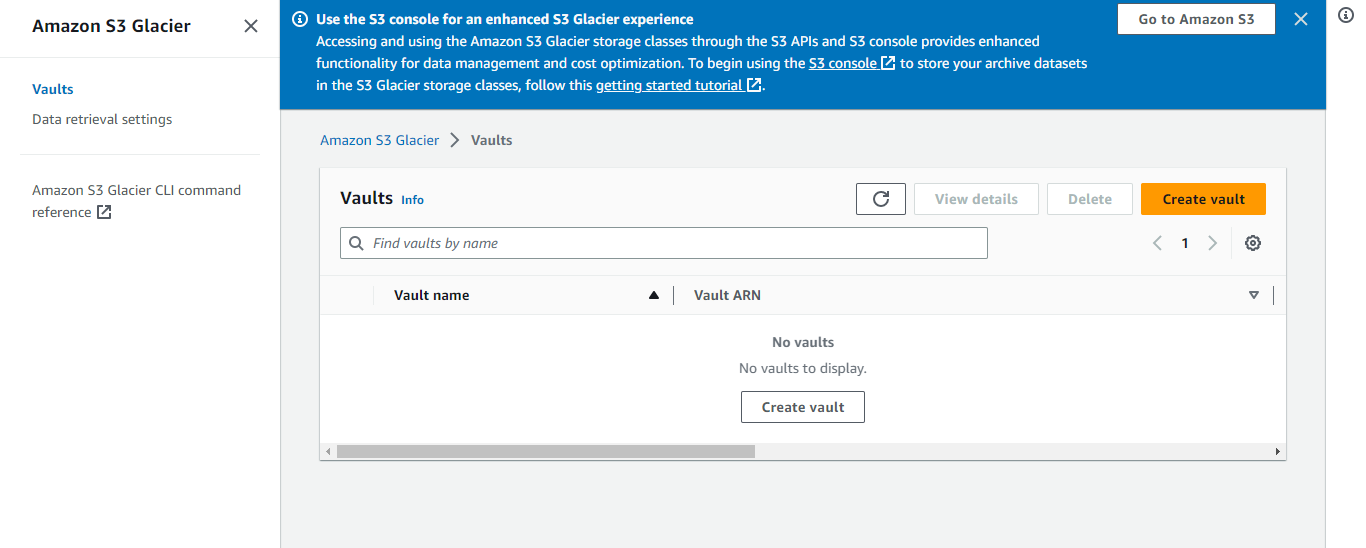 Amazon S3 Glacier
Vaults
Data retrieval settings
Amazon S3 Glacier CLI command
reference
Use the S3 console for an enhanced S3 Glacier experience
Accessing and using the Amazon S3 Glacier storage classes through the S3 APIs and S3 console provides enhanced
functionality for data management and cost optimization. To begin using the S3 console to store your archive datasets
in the S3 Glacier storage classes, follow this getting started tutorial.
Go to Amazon S3
Amazon S3 Glacier > Vaults
Vaults Info
View details
Delete
Create vault
Find vaults by name
1
Vault name
Vault ARN
No vaults
No vaults to display.
Create vault